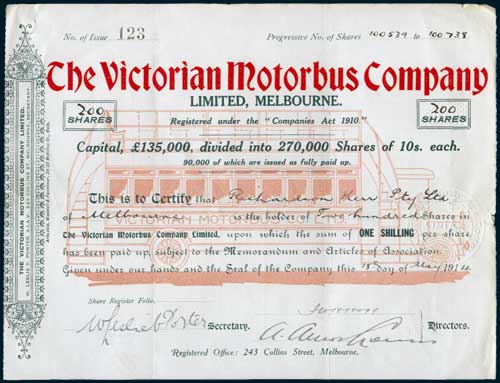 No. of Issue 123 Progressive No. of Shares 100539 to 100738
The Victorian Motorbus Company
200 SHARES LIMITED, MELBOURNE. 200 SHARES
Registered under the "Companies Act 1910."
Capital, £135,000, divided into 270,000 Shares of 10s. each.
90,000 of which are issued as fully paid up.
This is to Certify that Richardson Kerr Pty Ltd
of Melbourne is the holder of Two hundred Shares in
VICTORIAN MOTOR
The Victorian Motorbus Company Limited, upon which the sum of ONE SHILLING per share
has been paid up, subject to the Memorandum and Articles of Association.
Given under our hands and the Seal of the Company this day of May 1914
Share Register Folio.
Secretary. Directors.
Registered Office: 243 Collins Street, Melbourne.
THE VICTORIAN MOTORBUS COMPANY LIMITED.